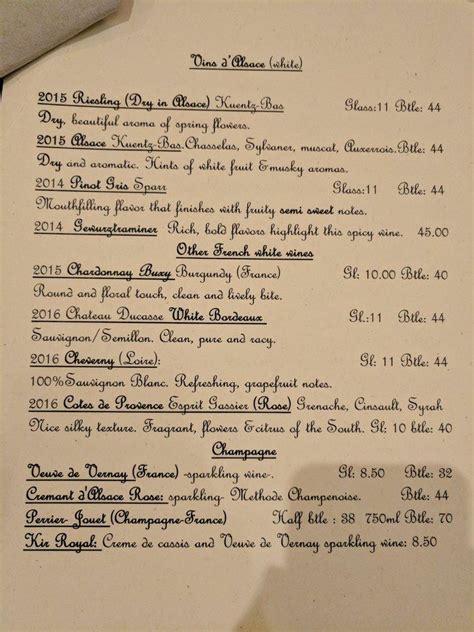 Vins d'Alsace (white)
2015 Riesling (Dry in Alsace) Kuentz-Bas Glass:11 Btle: 44
Dry, beautiful aroma of spring flowers.
2015 Alsace Kuentz-Bas.Chasselas, Sylvaner, muscat, Auxerrois.Btle: 44
Dry and aromatic. Hints of white fruit &musky aromas.
2014 Pinot Gris Sparr Glass:11 Btle: 44
Mouthfilling flavor that finishes with fruity semi sweet notes.
2014 Gewurztraminer Rich, bold flavors highlight this spicy wine. 45.00
Other French white wines
2015 Chardonnay Buxy Burgundy (France) Gl: 10.00 Btle: 40
Round and floral touch, clean and lively bite.
2016 Chateau Ducasse White Bordeaux Gl.:11 Btle: 44
Sauvignon/Semillon. Clean, pure and racy.
2016 Cheverny (Loire): Gl: 11 Btle: 44
100%Sauvignon Blanc. Refreshing, grapefruit notes.
2016 Cotes de Provence Esprit Gassier (Rose) Grenache, Cinsault, Syrah
Nice silky texture. Fragrant, flowers &citrus of the South. Gl: 10 btle: 40
Champagne
Veuve de Vernay (France) -sparkling wine-. Gl: 8.50 Btle: 32
Cremant d'Alsace Rose: sparkling- Methode Champenoise. Btle: 44
Perrier- Jouet (Champagne-France) Half btle : 38 750ml Btle: 70
Kir Royal: Creme de cassis and Veuve de Vernay sparkling wine: 8.50